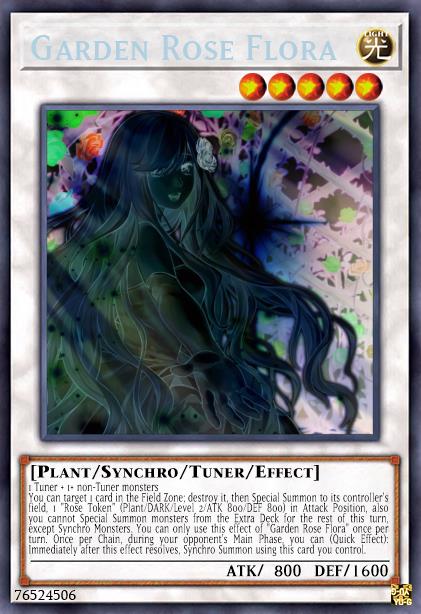 GARDEN ROSE FLORA
LIGHT
光
[PLANT/SYNCHRO/TUNER/EFFECT]
1 Tuner + 1+ non-Tuner monsters
You can target 1 card in the Field Zone; destroy it, then Special Summon to its controller's
field, 1 "Rose Token" (Plant/DARK/Level 2/ATK 800/DEF 800) in Attack Position, also
you cannot Special Summon monsters from the Extra Deck for the rest of this turn,
except Synchro Monsters. You can only use this effect of "Garden Rose Flora" once per
turn. Once per Chain, during your opponent's Main Phase, you can (Quick Effect):
Immediately after this effect resolves, Synchro Summon using this card you control.
ATK/ 800 DEF/1600
76524506